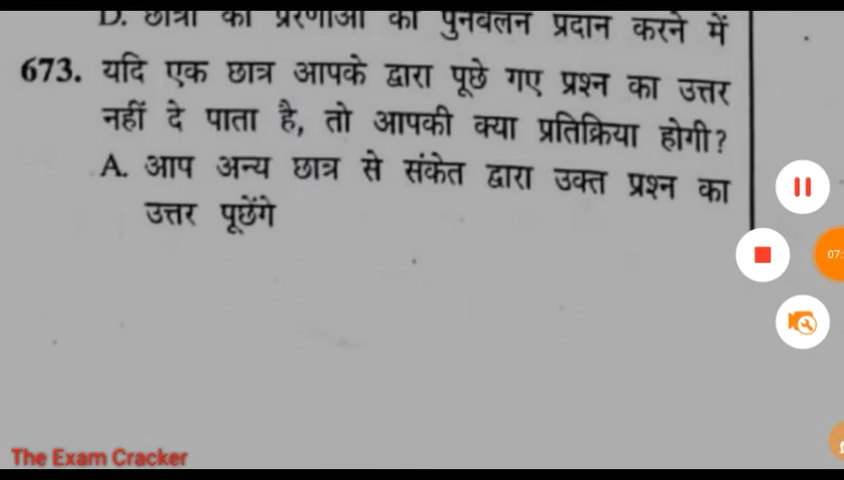 D. छात्रों की प्रेरणाओं को पुनर्बलन प्रदान करने में
673. यदि एक छात्र आपके द्वारा पूछे गए प्रश्न का उत्तर
नहीं दे पाता है, तो आपकी क्या प्रतिक्रिया होगी?
A. आप अन्य छात्र से संकेत द्वारा उक्त प्रश्न का
उत्तर पूछेंगे
07:
The Exam Cracker